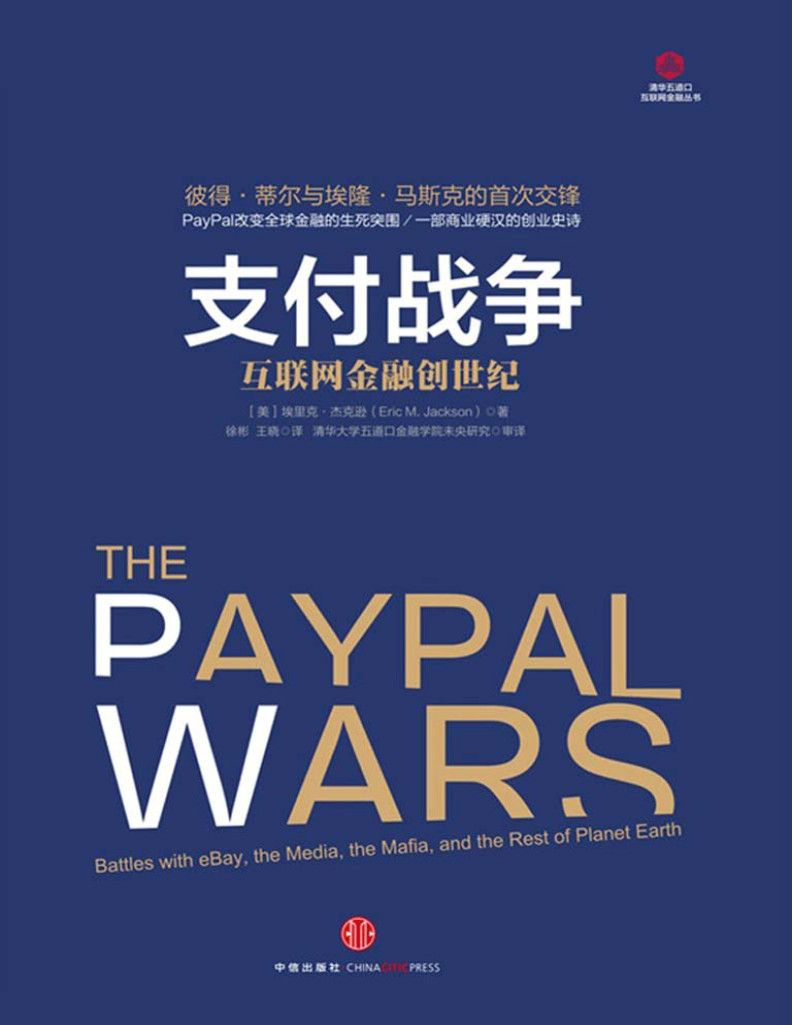 清华五道口
互联网金融丛书
彼得·蒂尔与埃隆·马斯克的首次交锋
PayPal改变全球金融的生死突围/一部商业硬汉的创业史诗
支付战争
互联网金融创世纪
[美]埃里克·杰克逊(Eric M. Jackson)◎著
徐彬 王晓◎译 清华大学五道口金融学院未央研究◎审译
THE
PAYPAL
WARS
Battles with eBay, the Media, the Mafia, and the Rest of Planet Earth
中信出版社·CHINACITICPRESS